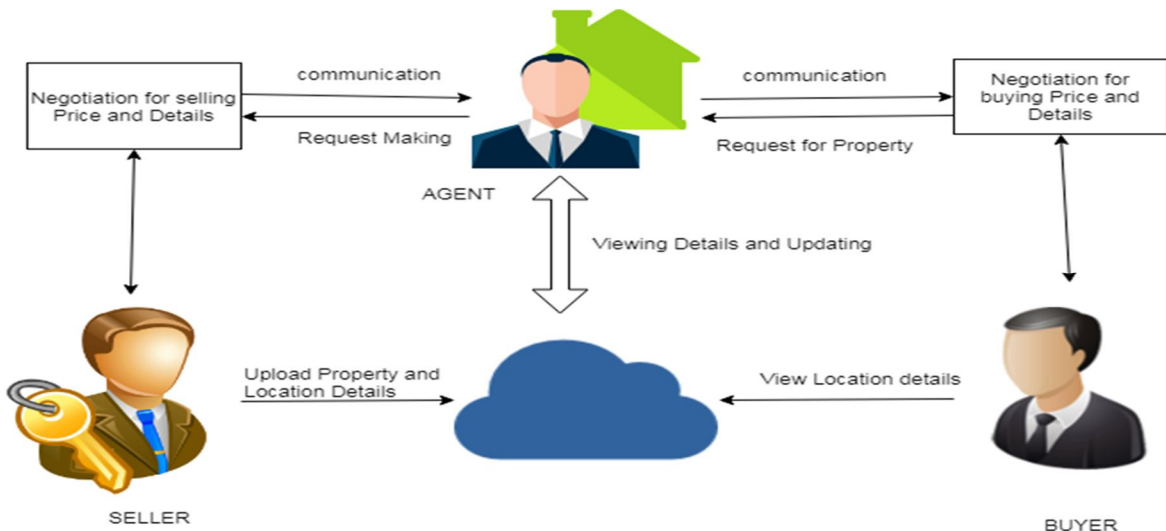 communication
Negotiation for selling
Price and Details
Request Making
communication
Negotiation for
buying Price and
Details
Request for Property
AGENT
Viewing Details and Updating
Upload Property and
Location Details
View Location details
SELLER
BUYER